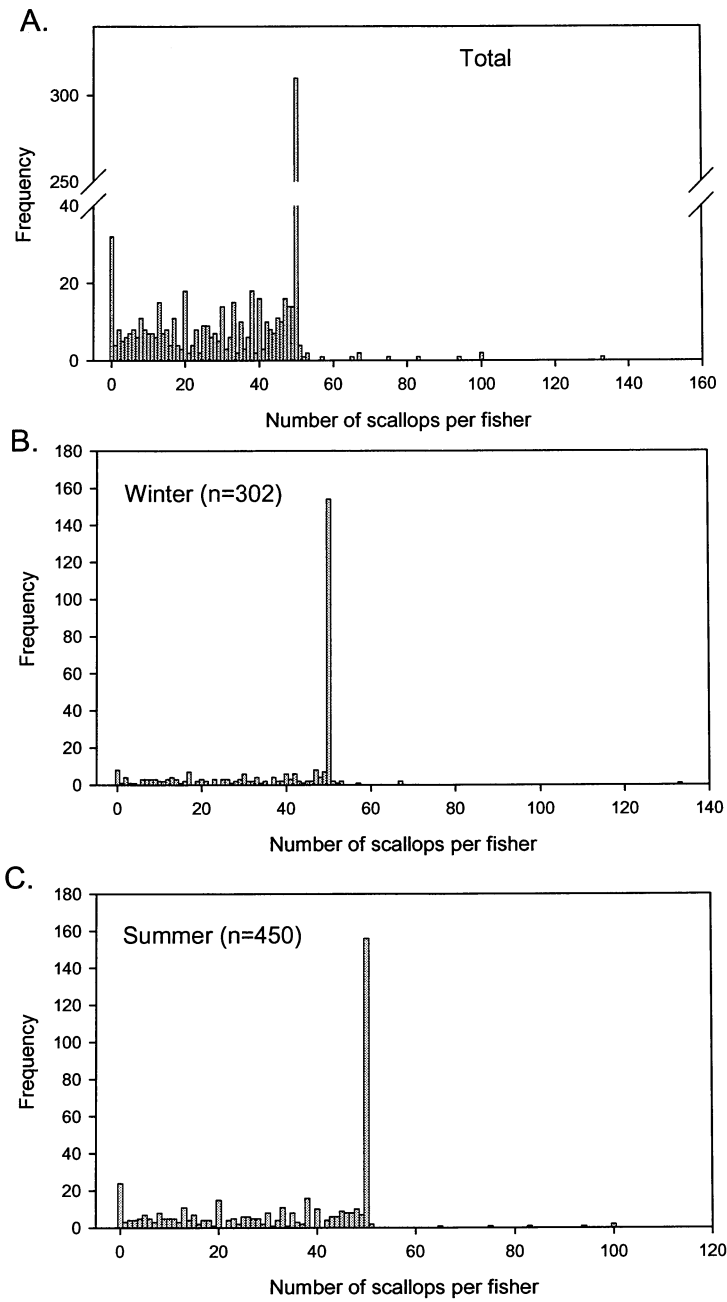 A.
Total
300
250
40
20
0
Frequency
0 20 40 60 80 100 120 140 160
Number of scallops per fisher
B.
Winter (n=302)
180
160
140
120
100
80
60
40
20
0
Frequency
0 20 40 60 80 100 120 140
Number of scallops per fisher
C.
Summer (n=450)
180
160
140
120
100
80
60
40
20
0
Frequency
0 20 40 60 80 100 120
Number of scallops per fisher